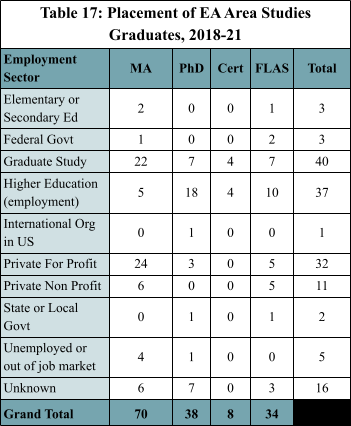 Table 17: Placement of EA Area Studies
Graduates, 2018-21
Employment
Sector MA PhD Cert FLAS Total
Elementary or
Secondary Ed 2 0 0 1 3
Federal Govt 1 0 0 2 3
Graduate Study 22 7 4 7 40
Higher Education
(employment) 5 18 4 10 37
International Org
in US 0 1 0 0 1
Private For Profit 24 3 0 5 32
Private Non Profit 6 0 0 5 11
State or Local
Govt 0 1 0 1 2
Unemployed or
out of job market 4 1 0 0 5
Unknown 6 7 0 3 16
Grand Total 70 38 8 34